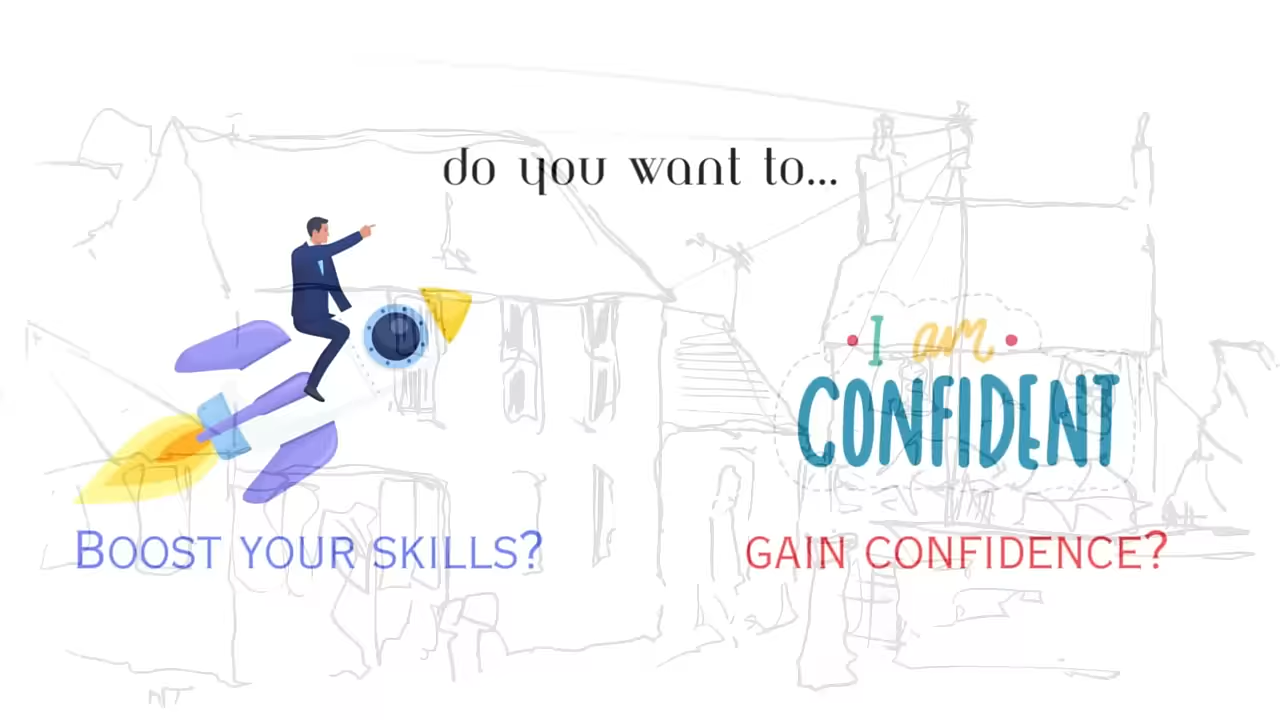 do you want to...
I am
CONFIDENT
BOOST YOUR SKILLS?
GAIN CONFIDENCE?